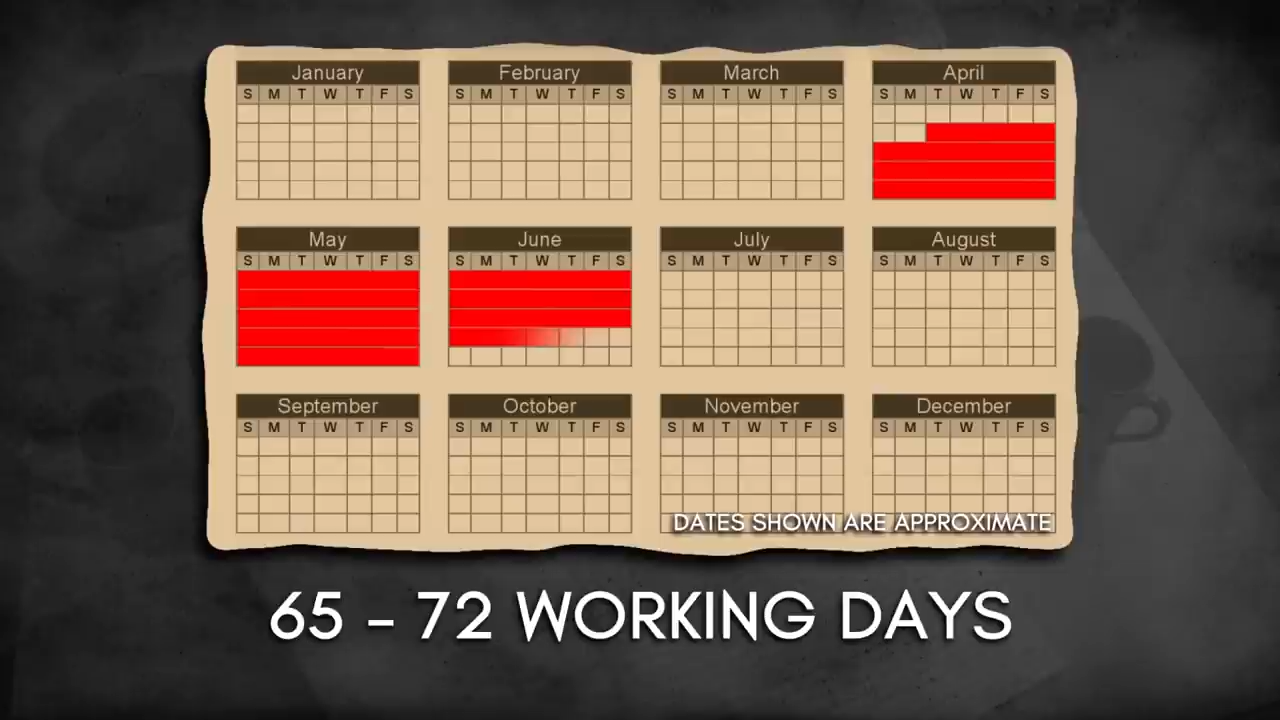 January February March April
S M T W T F S S M T W T F S S M T W T F S S M T W T F S
May June July August
S M T W T F S S M T W T F S S M T W T F S S M T W T F S
September October November December
S M T W T F S S M T W T F S S M T W T F S S M T W T F S
DATES SHOWN ARE APPROXIMATE
65 – 72 WORKING DAYS